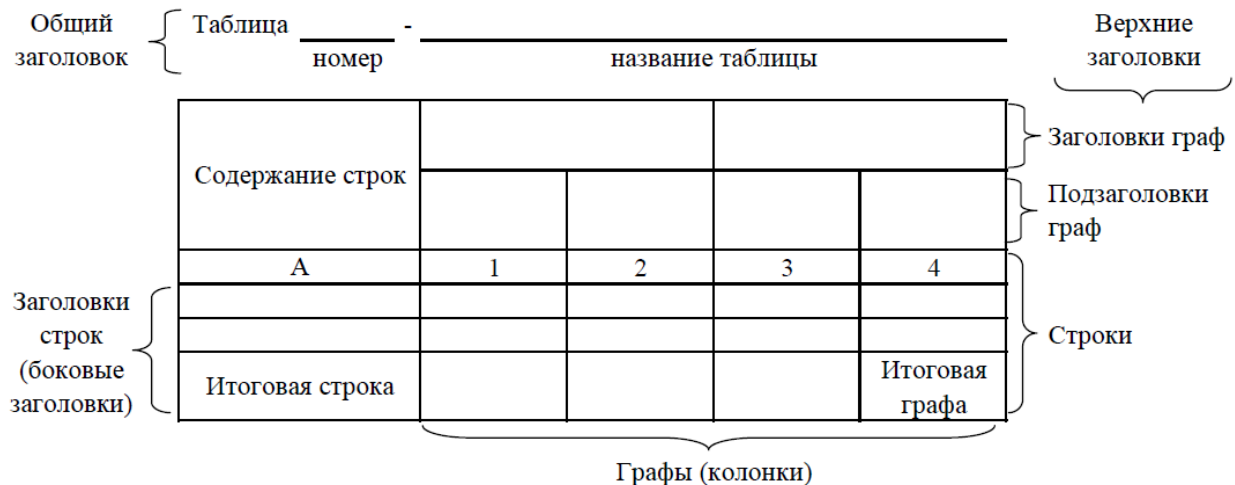 Общий
заголовок
Таблица -
номер
название таблицы
Верхние
заголовки
Содержание строк
Заголовки граф
Подзаголовки
граф
А 1 2 3 4
Заголовки
строк
(боковые
заголовки)
Строки
Итоговая строка
Итоговая
графа
Графы (колонки)